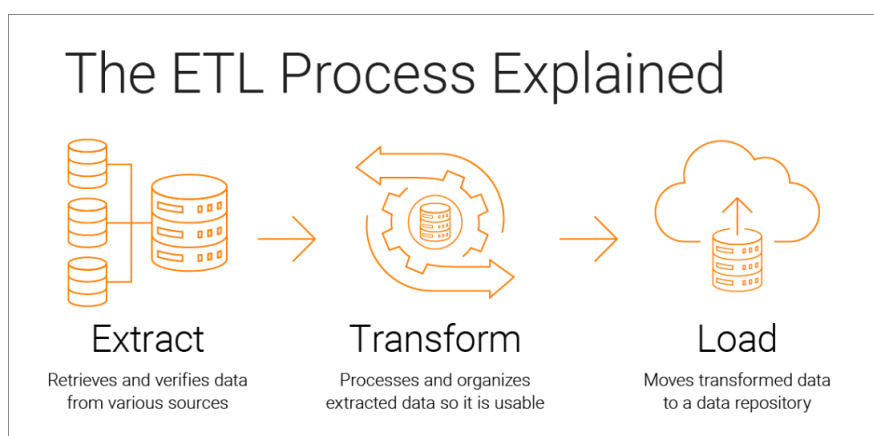 The ETL Process Explained
Extract
Retrieves and verifies data
from various sources
Transform
Processes and organizes
extracted data so it is usable
Load
Moves transformed data
to a data repository